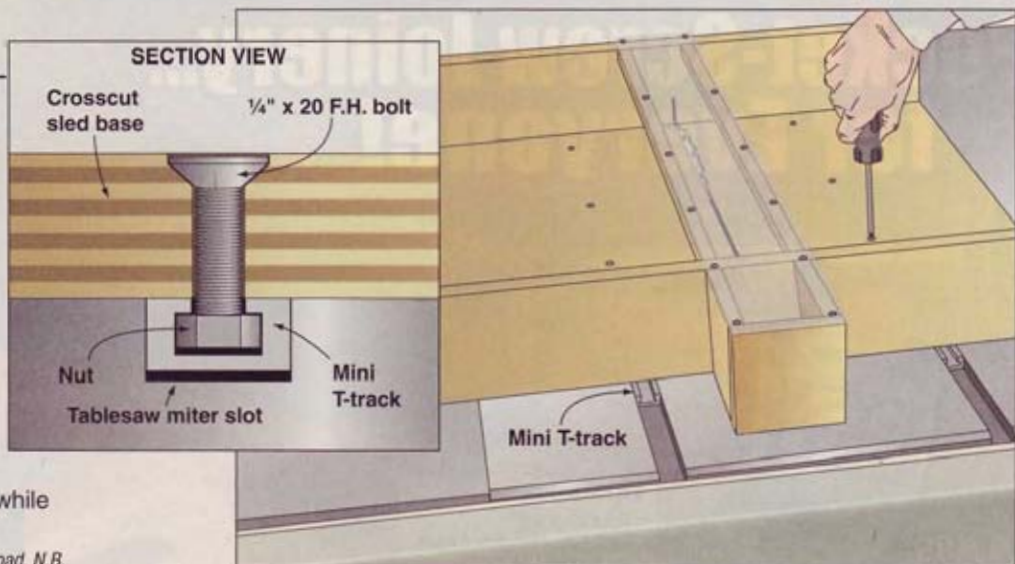 SECTION VIEW
Crosscut
sled base
¼" x 20 F.H. bolt
Nut
Mini
T-track
Tablesaw miter slot
Mini T-track
while
N.B.